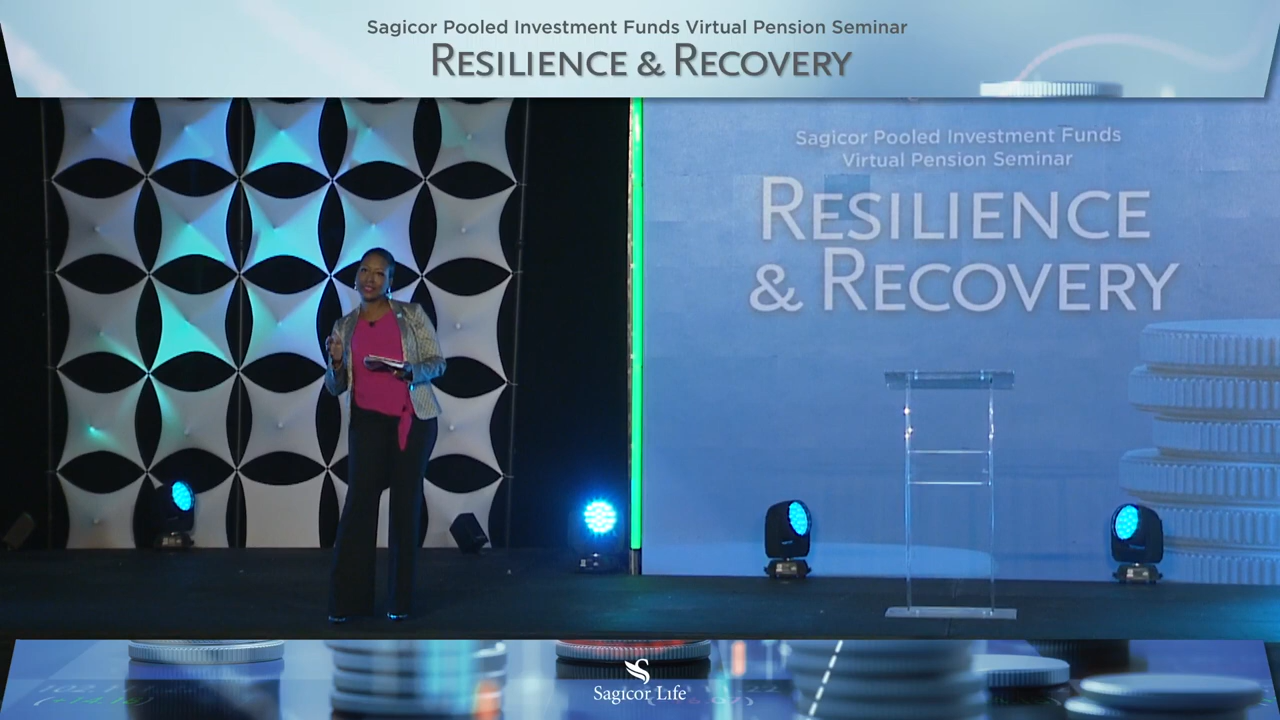 Sagicor Pooled Investment Funds Virtual Pension Seminar
RESILIENCE & RECOVERY
Sagicor Pooled Investment Funds
Virtual Pension Seminar
RESILIENCE
& RECOVERY
Sagicor Life